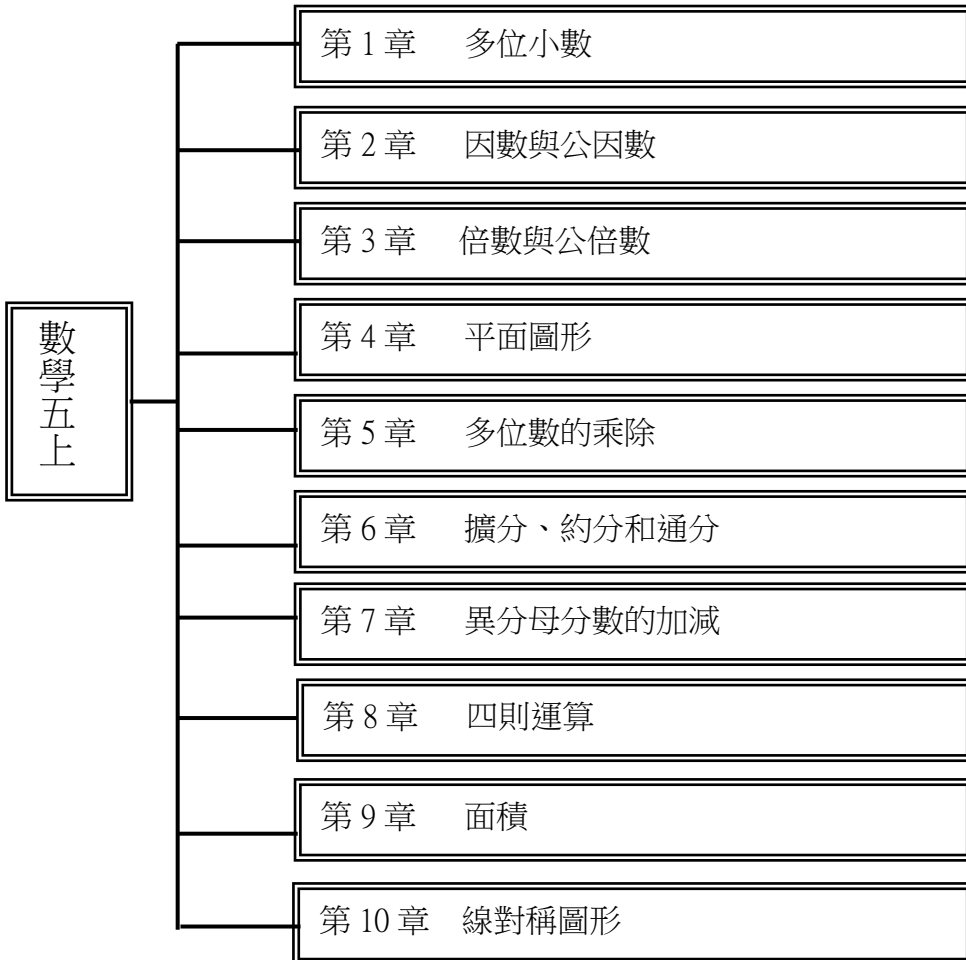 數學五上
第 1 章 多位小數
第 2 章 因數與公因數
第 3 章 倍數與公倍數
第 4 章 平面圖形
第 5 章 多位數的乘除
第 6 章 擴分、約分和通分
第 7 章 異分母分數的加減
第 8 章 四則運算
第 9 章 面積
第 10 章 線對稱圖形